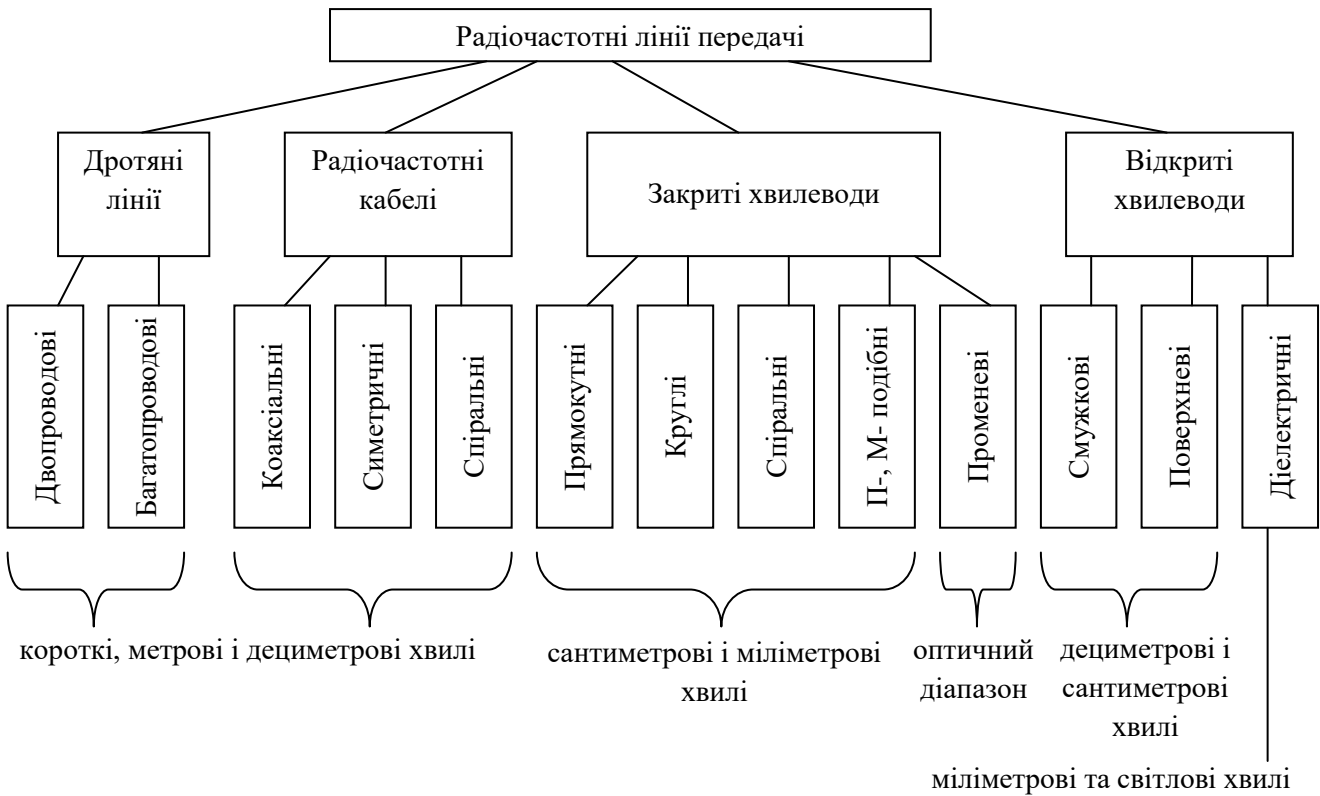 Радіочастотні лінії передачі
Дротяні
лінії
Радіочастотні
кабелі
Закриті хвилеводи
Відкриті
хвилеводи
Двопроводові
Багатопроводові
Коаксіальні
Симетричні
Спіральні
Прямокутні
Круглі
Спіральні
П-, М- подібні
Променеві
Смужкові
Поверхневі
Діелектричні
короткі, метрові і дециметрові хвилі
сантиметрові і міліметрові
хвилі
оптичний
діапазон
дециметрові і
сантиметрові
хвилі
міліметрові та світлові хвилі